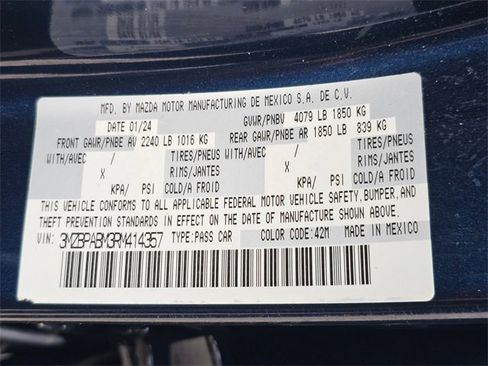 MFD. BY MAZDA MOTOR MANUFACTURING DE MEXICO S.A. DE C.V.
DATE 01/24 GVWR/PNBV 4079 LB 1850 KG
FRONT GAWR/PNBE AV 2240 LB 1016 KG REAR GAWR/PNBE AR 1850 LB 839 KG
WITH/AVEC / TIRES/PNEUS WITH/AVEC / TIRES/PNEUS
X RIMS/JANTES X RIMS/JANTES
KPA/ PSI COLD/A FROID KPA/ PSI COLD/A FROID
THIS VEHICLE CONFORMS TO ALL APPLICABLE FEDERAL MOTOR VEHICLE SAFETY, BUMPER, AND
THEFT PREVENTION STANDARDS IN EFFECT ON THE DATE OF MANUFACTURE SHOWN ABOVE.
VIN: 3MZBPABM3RM414357 TYPE:PASS CAR COLOR CODE:42M MADE IN MEXICO